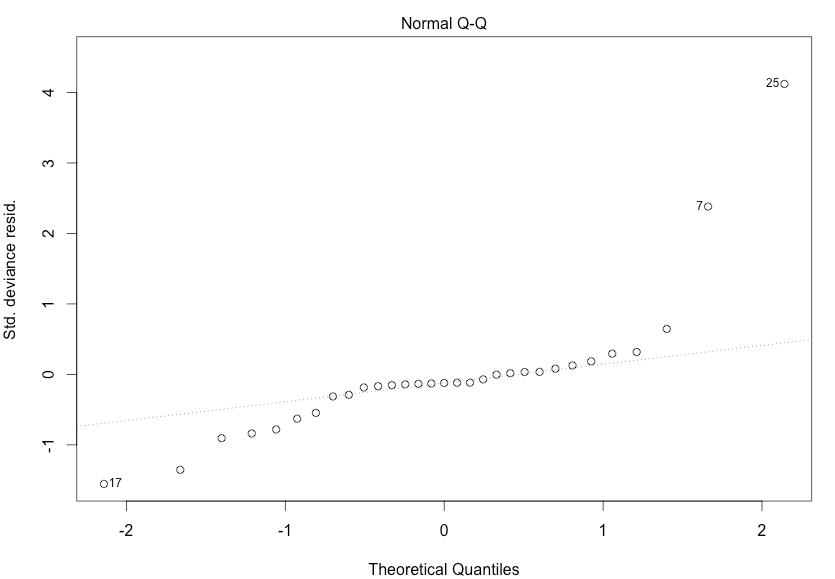 Normal Q-Q
25
7
17
4
3
2
1
0
-1
Std. deviance resid.
-2 -1 0 1 2
Theoretical Quantiles